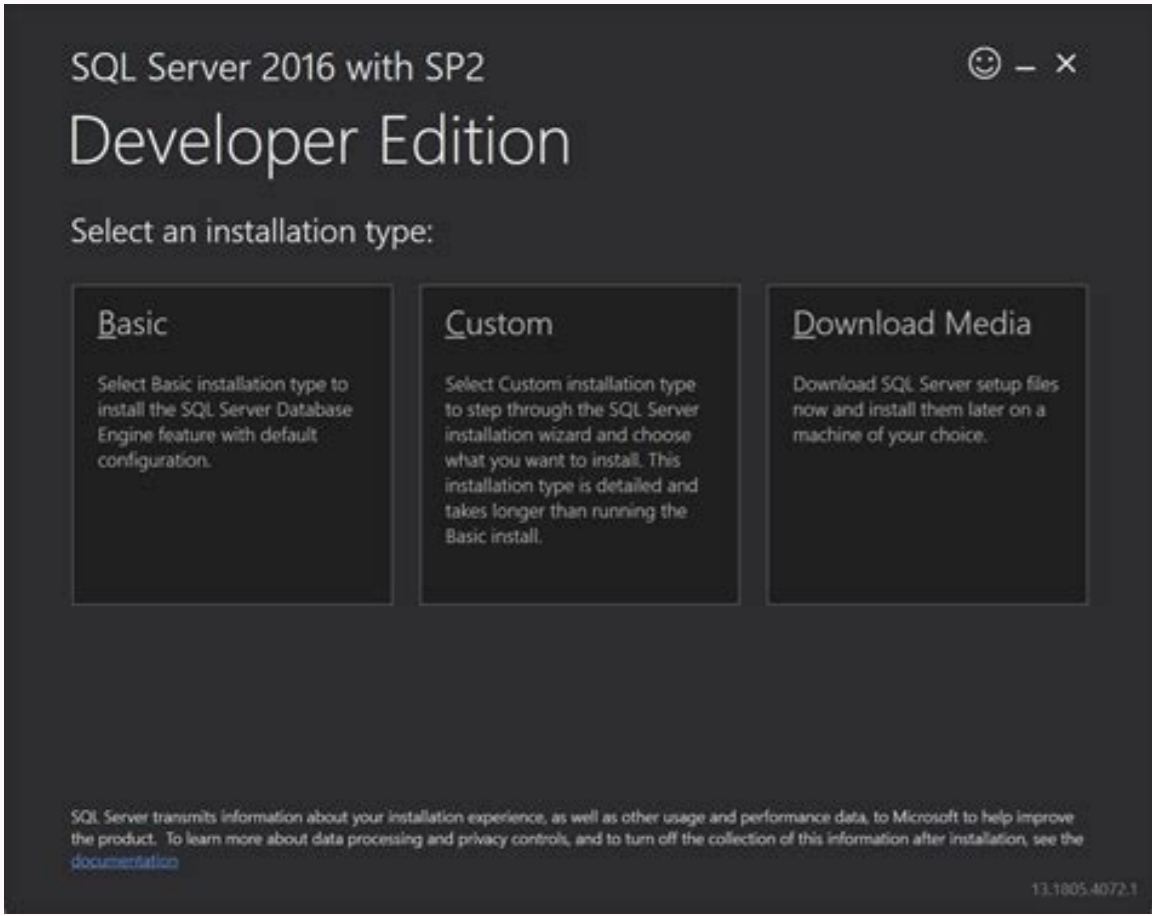 SQL Server 2016 with SP2
Developer Edition
Select an installation type:
Basic
Select Basic installation type to
install the SQL Server Database
Engine feature with default
configuration.
Custom
Select Custom installation type
to step through the SQL Server
installation wizard and choose
what you want to install. This
installation type is detailed and
takes longer than running the
Basic install.
Download Media
Download SQL Server setup files
now and install them later on a
machine of your choice.
SQL Server transmits information about your installation experience, as well as other usage and performance data, to Microsoft to help improve
the product. To learn more about data processing and privacy controls, and to turn off the collection of this information after installation, see the
documentation
13.1805.4072.1